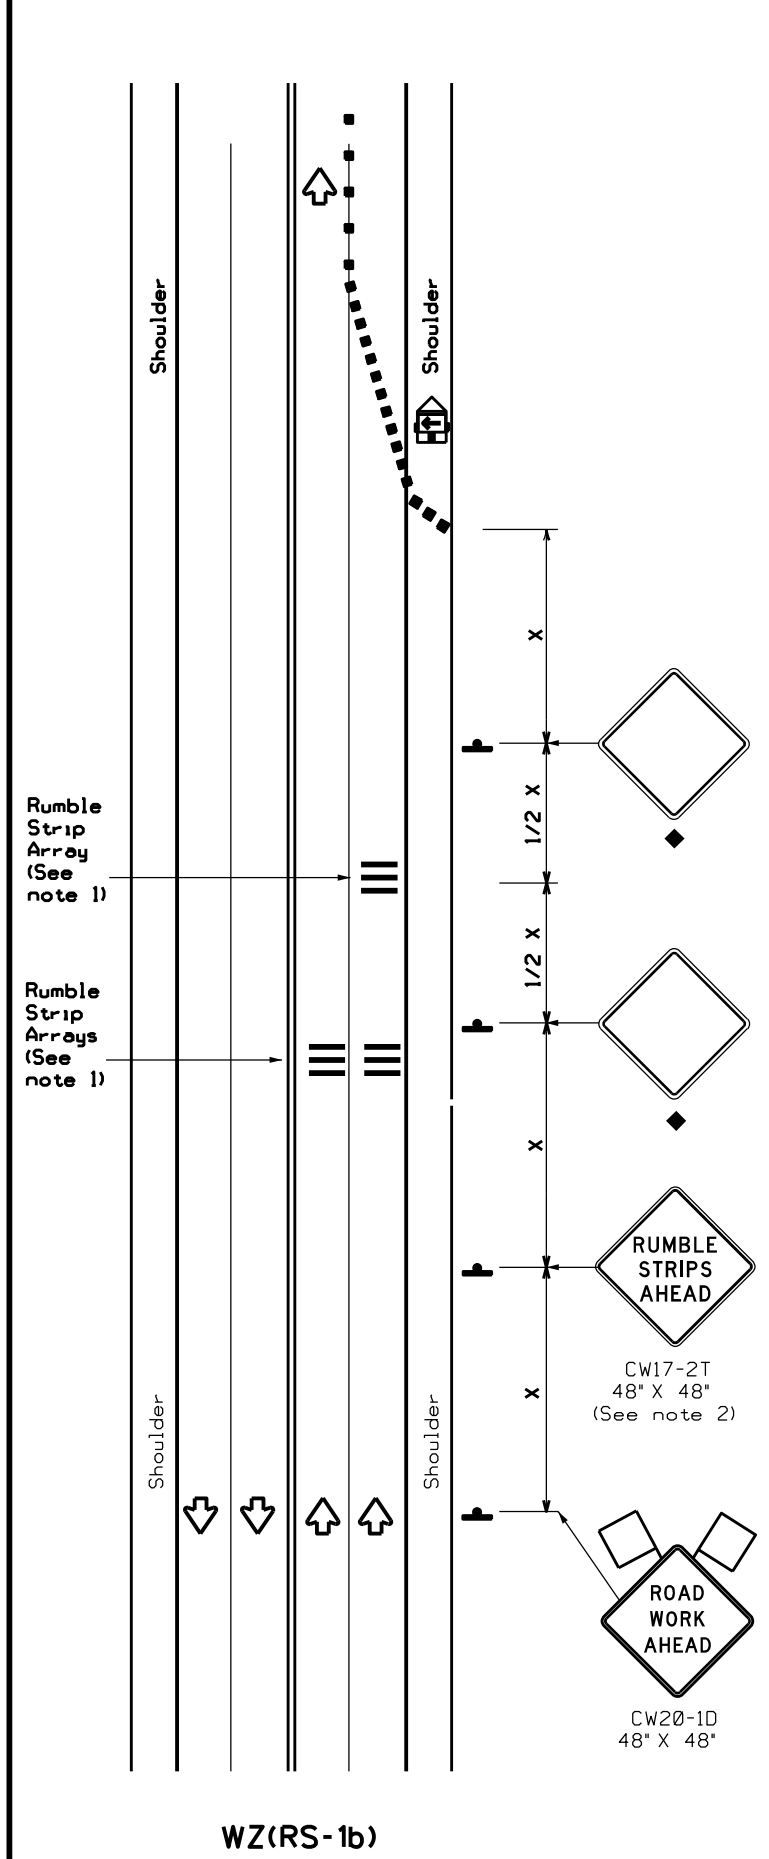 Shoulder
Shoulder
X
1/2 X
Rumble
Strip
Array
(See
note 1)
1/2 X
Rumble
Strip
Arrays
(See
note 1)
X
RUMBLE
STRIPS
AHEAD
CW17-2T
48" X 48"
(See note 2)
X
Shoulder
Shoulder
ROAD
WORK
AHEAD
CW20-1D
48" X 48"
WZ(RS-1b)